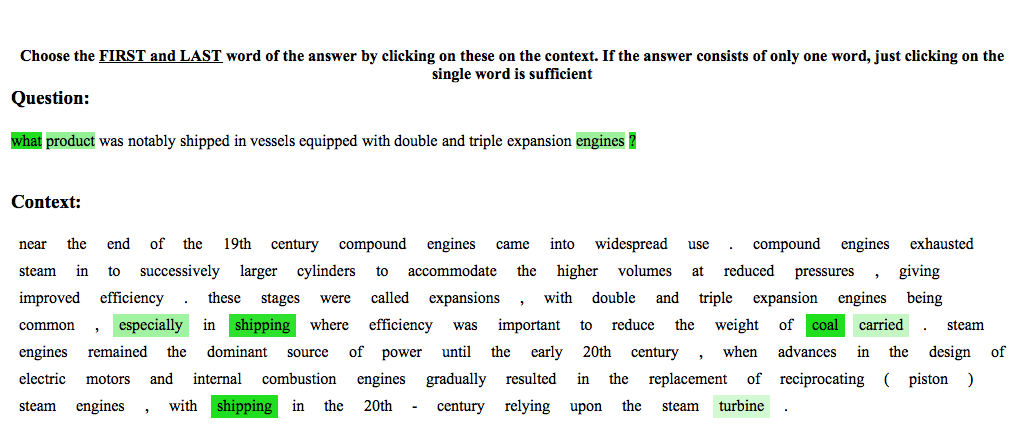 Choose the FIRST and LAST word of the answer by clicking on these on the context. If the answer consists of only one word, just clicking on the
single word is sufficient
Question:
what product was notably shipped in vessels equipped with double and triple expansion engines ?
Context:
near the end of the 19th century compound engines came into widespread use . compound engines exhausted
steam in to successively larger cylinders to accommodate the higher volumes at reduced pressures , giving
improved efficiency . these stages were called expansions , with double and triple expansion engines being
common , especially in shipping where efficiency was important to reduce the weight of coal carried . steam
engines remained the dominant source of power until the early 20th century , when advances in the design of
electric motors and internal combustion engines gradually resulted in the replacement of reciprocating ( piston )
steam engines , with shipping in the 20th - century relying upon the steam turbine .